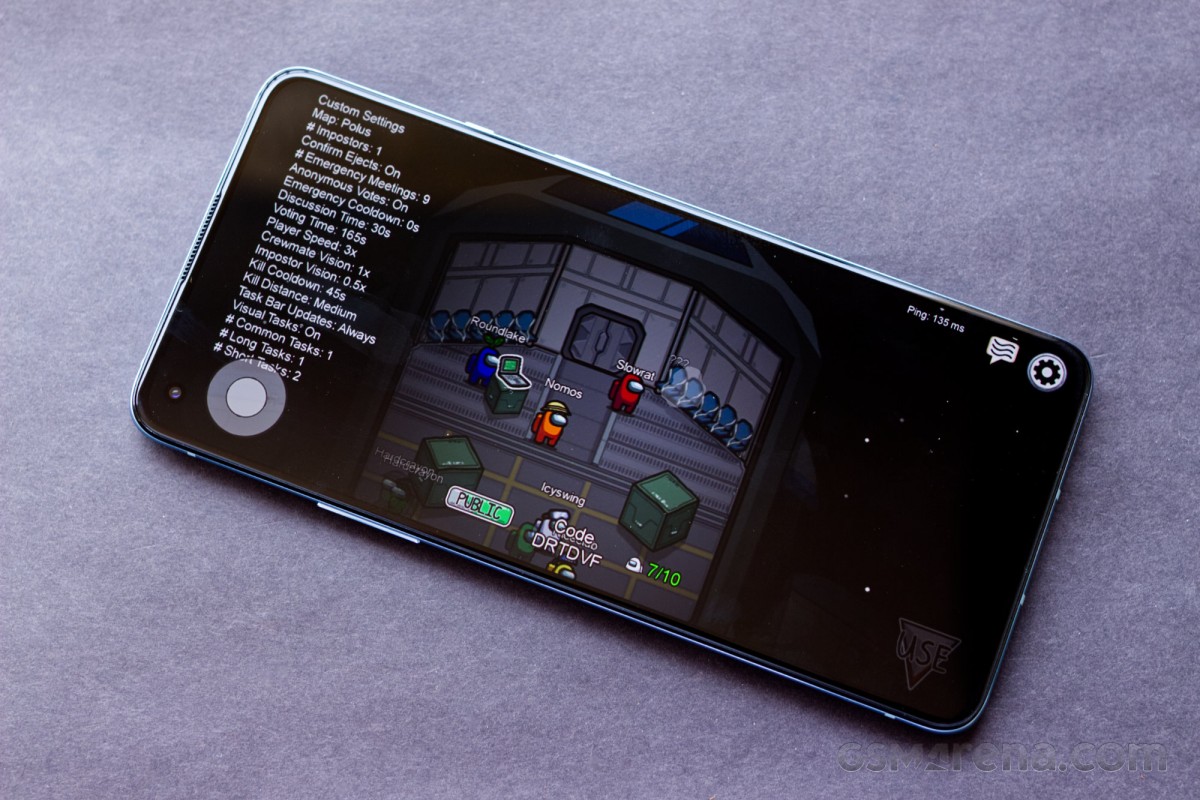 Custom Settings
Map: Polus
# Impostors: 1
Confirm Ejects: On
# Emergency Meetings: 9
Anonymous Votes: On
Emergency Cooldown: 0s
Discussion Time: 30s
Voting Time: 165s
Player Speed: 3x
Crewmate Vision: 1x
Impostor Vision: 0.5x
Kill Cooldown: 45s
Kill Distance: Medium
Task Bar Updates: Always
Visual Tasks: On
# Common Tasks: 1
# Long Tasks: 1
# Short Tasks: 2
Ping: 135 ms
Roundlake
Slowrat
???
Nomos
Icyswing
PUBLIC
Code
DRTDVF
7/10
USE
GSMArena.com